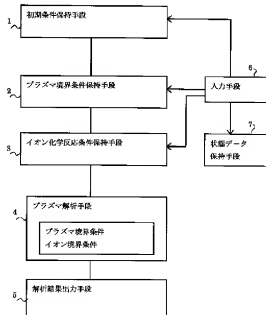 1
初期条件保持手段
6
入力手段
2
プラズマ境界条件保持手段
7
状態データ
保持手段
3
イオン化学反応条件保持手段
4
プラズマ解析手段
プラズマ境界条件
イオン境界条件
5
解析結果出力手段